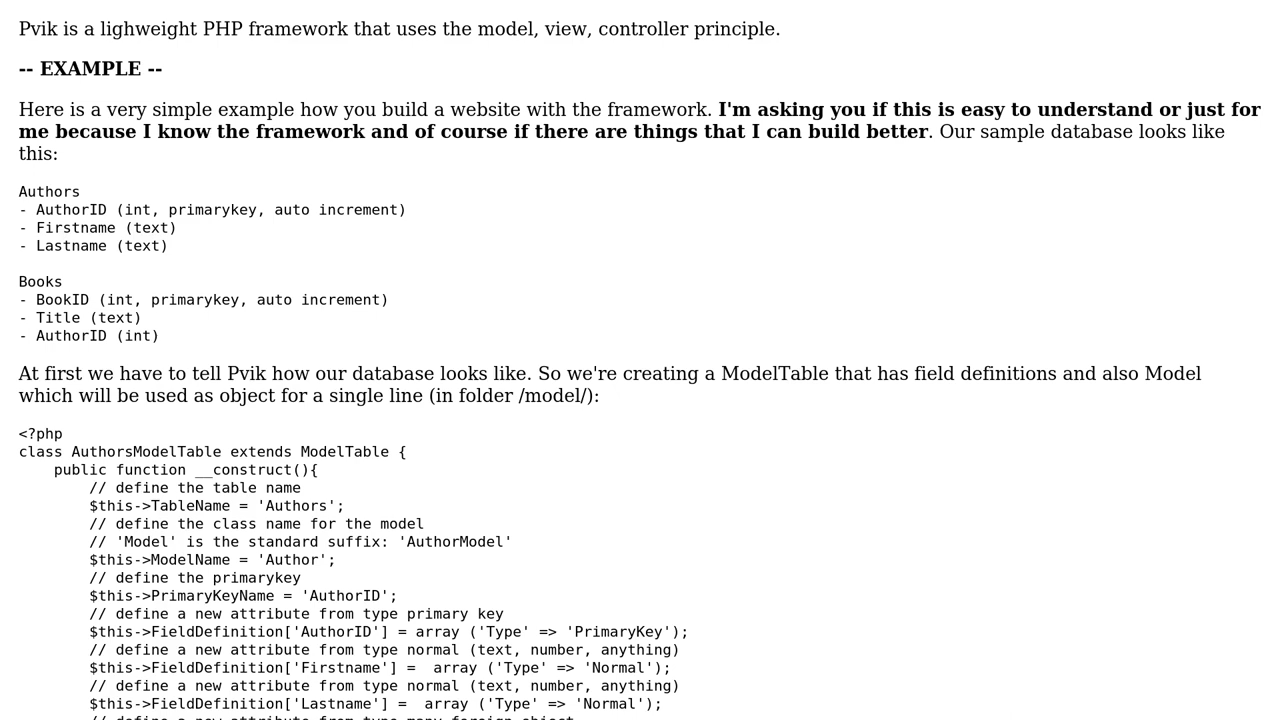 Pvik is a lighweight PHP framework that uses the model, view, controller principle.
-- EXAMPLE --
Here is a very simple example how you build a website with the framework. I'm asking you if this is easy to understand or just for
me because I know the framework and of course if there are things that I can build better. Our sample database looks like
this:
Authors
- AuthorID (int, primarykey, auto increment)
- Firstname (text)
- Lastname (text)
Books
- BookID (int, primarykey, auto increment)
- Title (text)
- AuthorID (int)
At first we have to tell Pvik how our database looks like. So we're creating a ModelTable that has field definitions and also Model
which will be used as object for a single line (in folder /model/):
<?php
class AuthorsModelTable extends ModelTable {
    public function __construct(){
        // define the table name
        $this->TableName = 'Authors';
        // define the class name for the model
        // 'Model' is the standard suffix: 'AuthorModel'
        $this->ModelName = 'Author';
        // define the primarykey
        $this->PrimaryKeyName = 'AuthorID';
        // define a new attribute from type primary key
        $this->FieldDefinition['AuthorID'] = array ('Type' => 'PrimaryKey');
        // define a new attribute from type normal (text, number, anything)
        $this->FieldDefinition['Firstname'] =  array ('Type' => 'Normal');
        // define a new attribute from type normal (text, number, anything)
        $this->FieldDefinition['Lastname'] =  array ('Type' => 'Normal');
        // define a new attribute from type many foreign object